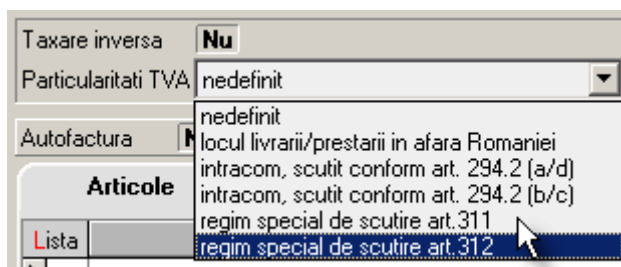 Taxare inversa Nu
Particularitati TVA nedefinit
nedefinit
locul livrarii/prestarii in afara Romaniei
Autofactura N
intracom, scutit conform art. 294.2 (a/d)
intracom, scutit conform art. 294.2 (b/c)
Articole
regim special de scutire art.311
Lista
regim special de scutire art.312